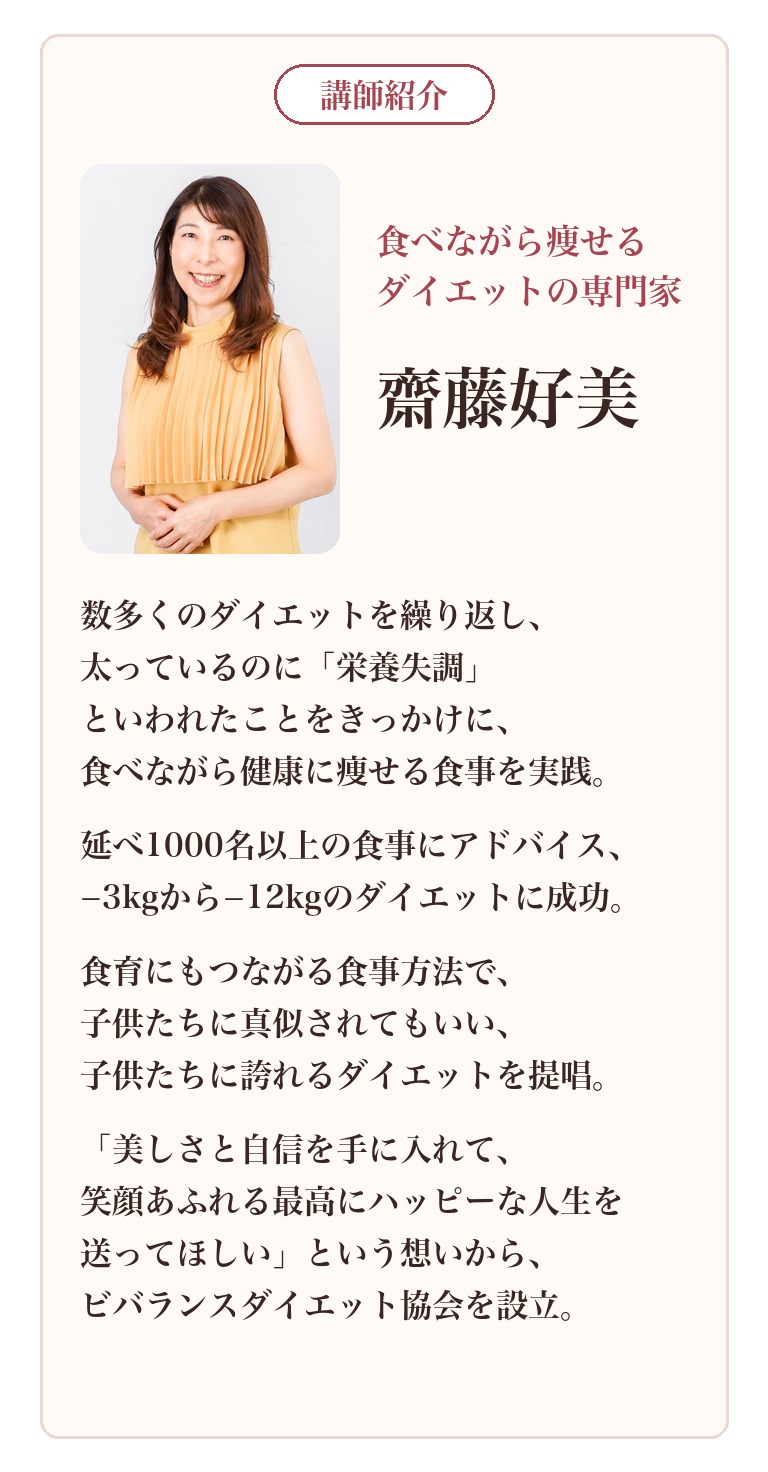 講師紹介
食べながら痩せる
ダイエットの専門家
齋藤好美
数多くのダイエットを繰り返し、
太っているのに「栄養失調」
といわれたことをきっかけに、
食べながら健康に痩せる食事を実践。
延べ1000名以上の食事にアドバイス、
−3kgから−12kgのダイエットに成功。
食育にもつながる食事方法で、
子供たちに真似されてもいい、
子供たちに誇れるダイエットを提唱。
「美しさと自信を手に入れて、
笑顔あふれる最高にハッピーな人生を
送ってほしい」という想いから、
ビバランスダイエット協会を設立。